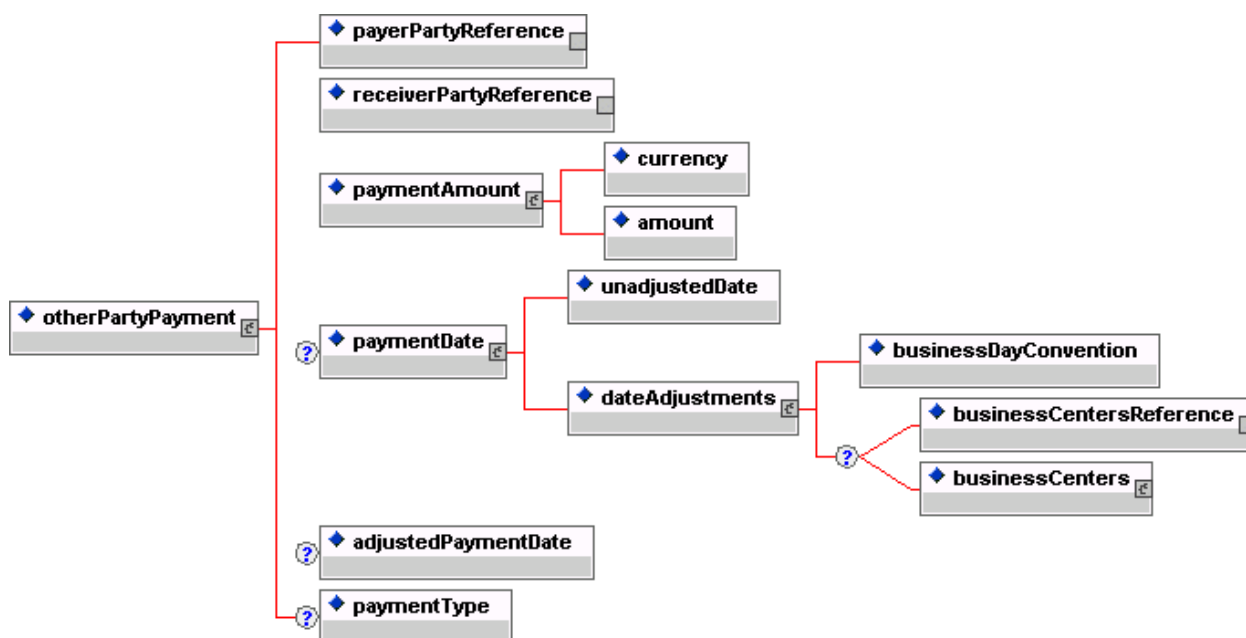 payerPartyReference
receiverPartyReference
currency
paymentAmount
amount
unadjustedDate
otherPartyPayment
? paymentDate
businessDayConvention
dateAdjustments
businessCentersReference
?
businessCenters
? adjustedPaymentDate
? paymentType